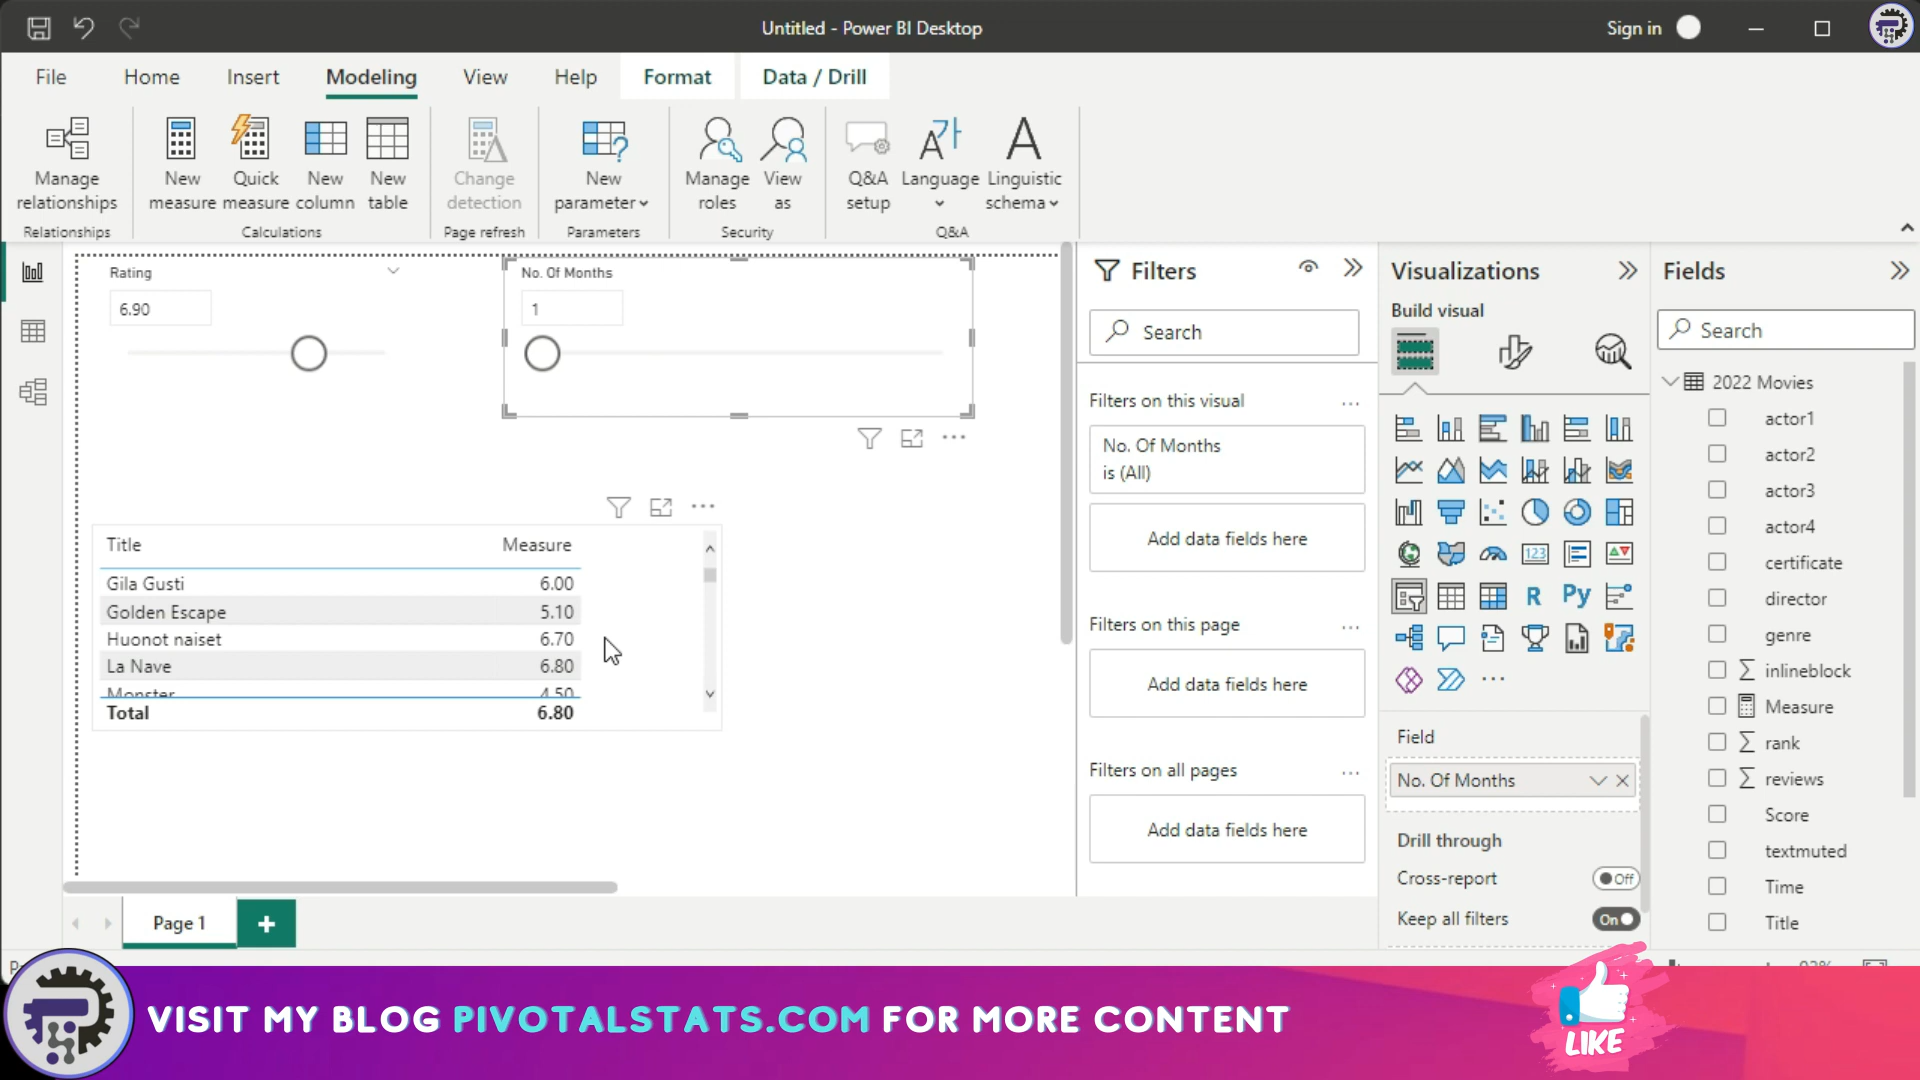 Untitled - Power BI Desktop
Sign in
File Home Insert Modeling View Help Format Data / Drill
Manage relationships
New measure
Quick measure
New column
New table
Change detection
New parameter
Manage roles
View as
Q&A setup
Language
Linguistic schema
Relationships
Calculations
Page refresh
Parameters
Security
Q&A
Rating
6.90
No. Of Months
1
Title Measure
Gila Gusti 6.00
Golden Escape 5.10
Huonot naiset 6.70
La Nave 6.80
Monster 4.50
Total 6.80
Page 1
Filters
Search
Filters on this visual
No. Of Months
is (All)
Add data fields here
Filters on this page
Add data fields here
Filters on all pages
Add data fields here
Visualizations
Build visual
123
R
Py
Field
No. Of Months
Drill through
Cross-report
Off
Keep all filters
On
Fields
Search
2022 Movies
actor1
actor2
actor3
actor4
certificate
director
genre
inlineblock
Measure
rank
reviews
Score
textmuted
Time
Title
VISIT MY BLOG PIVOTALSTATS.COM FOR MORE CONTENT
LIKE